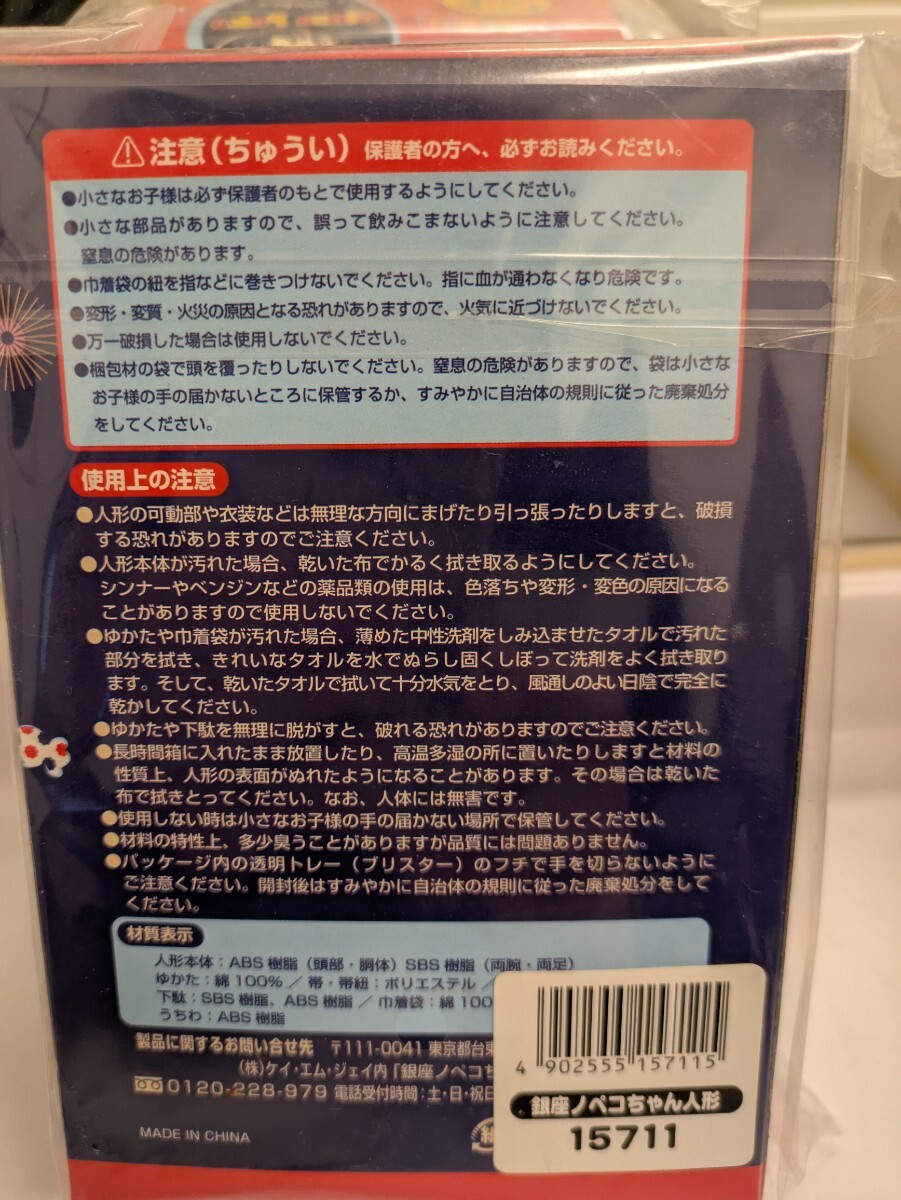 注意(ちゅうい) 保護者の方へ、必ずお読みください。
●小さなお子様は必ず保護者のもとで使用するようにしてください。
●小さな部品がありますので、誤って飲みこまないように注意してください。
窒息の危険があります。
●巾着袋の紐を指などに巻きつけないでください。指に血が通わなくなり危険です。
●変形・変質・火災の原因となる恐れがありますので、火気に近づけないでください。
●万一破損した場合は使用しないでください。
●梱包材の袋で頭を覆ったりしないでください。窒息の危険がありますので、袋は小さな
お子様の手の届かないところに保管するか、すみやかに自治体の規則に従った廃棄処分
をしてください。
使用上の注意
●人形の可動部や衣装などは無理な方向にまげたり引っ張ったりしますと、破損
する恐れがありますのでご注意ください。
●人形本体が汚れた場合、乾いた布でかるく拭き取るようにしてください。
シンナーやベンジンなどの薬品類の使用は、色落ちや変形・変色の原因になる
ことがありますので使用しないでください。
●ゆかたや巾着袋が汚れた場合、薄めた中性洗剤をしみ込ませたタオルで汚れた
部分を拭き、きれいなタオルを水でぬらし固くしぼって洗剤をよく拭き取り
ます。そして、乾いたタオルで拭いて十分水気をとり、風通しのよい日陰で完全に
乾かしてください。
●ゆかたや下駄を無理に脱がすと、破れる恐れがありますのでご注意ください。
●長時間箱に入れたまま放置したり、高温多湿の所に置いたりしますと材料の
性質上、人形の表面がぬれたようになることがあります。その場合は乾いた
布で拭きとってください。なお、人体には無害です。
●使用しない時は小さなお子様の手の届かない場所で保管してください。
●材料の特性上、多少臭うことがありますが品質には問題ありません。
●パッケージ内の透明トレー(ブリスター)のフチで手を切らないように
ご注意ください。開封後はすみやかに自治体の規則に従った廃棄処分をして
ください。
材質表示
人形本体:ABS樹脂(頭部・胴体)SBS樹脂(両腕・両足)
ゆかた:綿100%/帯・帯紐:ポリエステル/
下駄:SBS樹脂、ABS樹脂/巾着袋:綿100
うちわ:ABS樹脂
製品に関するお問い合せ先 〒111-0041 東京都台東
(株)ケイ・エム・ジェイ内「銀座ノペコち
0120-228-979 電話受付時間:土・日・祝日
MADE IN CHINA
4 902555 157115
銀座ノペコちゃん人形
15711